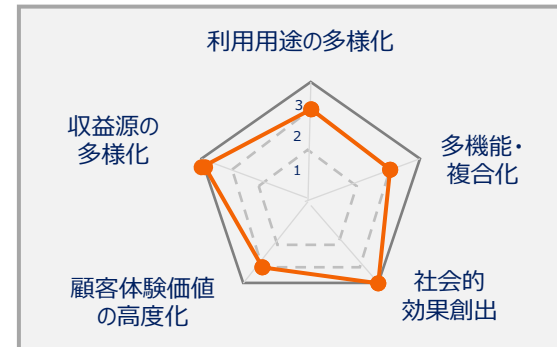 利用用途の多様化
3
2
1
収益源の
多様化
多機能・
複合化
顧客体験価値
の高度化
社会的
効果創出